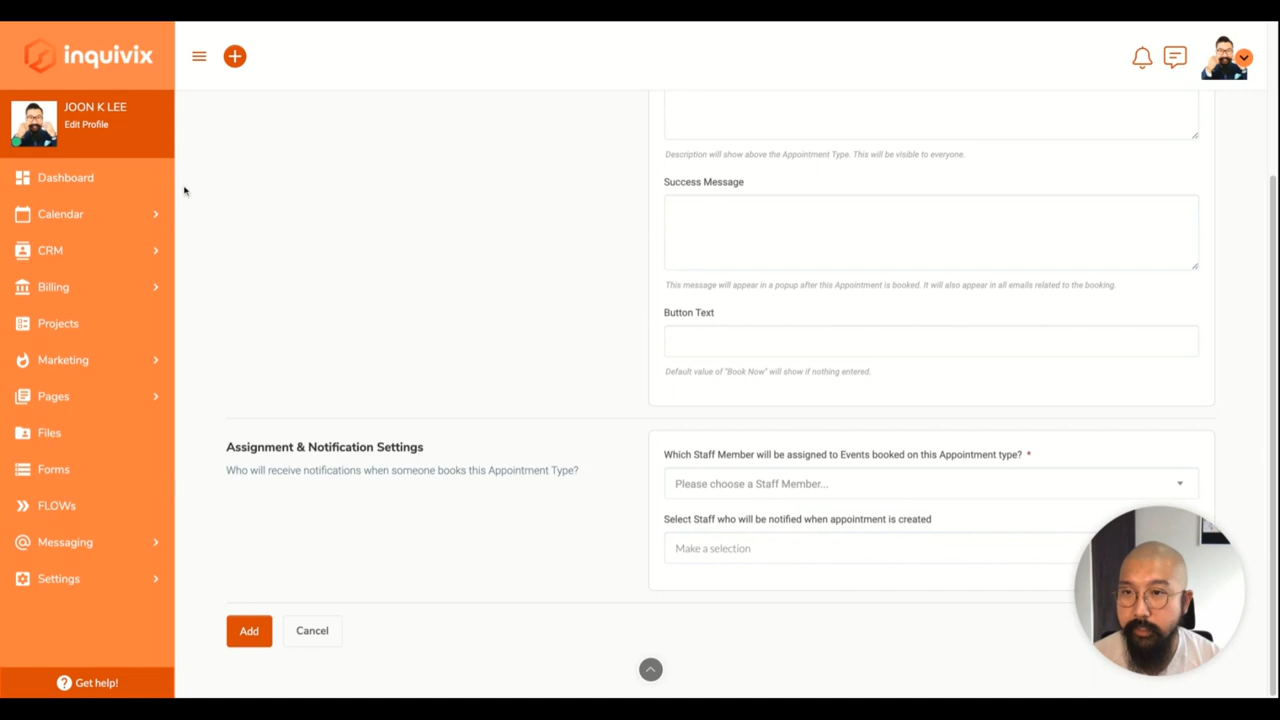 inquivix
JOON K LEE
Edit Profile
Dashboard
Calendar
CRM
Billing
Projects
Marketing
Pages
Files
Forms
FLOWs
Messaging
Settings
Get help!
Description will show above the Appointment Type. This will be visible to everyone.
Success Message
This message will appear in a popup after this Appointment is booked. It will also appear in all emails related to the booking.
Button Text
Default value of "Book Now" will show if nothing entered.
Assignment & Notification Settings
Who will receive notifications when someone books this Appointment Type?
Which Staff Member will be assigned to Events booked on this Appointment type? *
Please choose a Staff Member...
Select Staff who will be notified when appointment is created
Make a selection
Add
Cancel